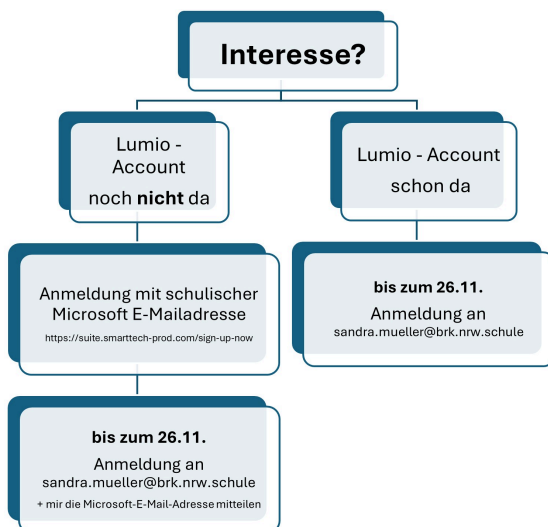 Interesse?
Lumio -
Account
noch nicht da
Lumio - Account
schon da
Anmeldung mit schulischer
Microsoft E-Mailadresse
https://suite.smarttech-prod.com/sign-up-now
bis zum 26.11.
Anmeldung an
sandra.mueller@brk.nrw.schule
bis zum 26.11.
Anmeldung an
sandra.mueller@brk.nrw.schule
+ mir die Microsoft-E-Mail-Adresse mitteilen